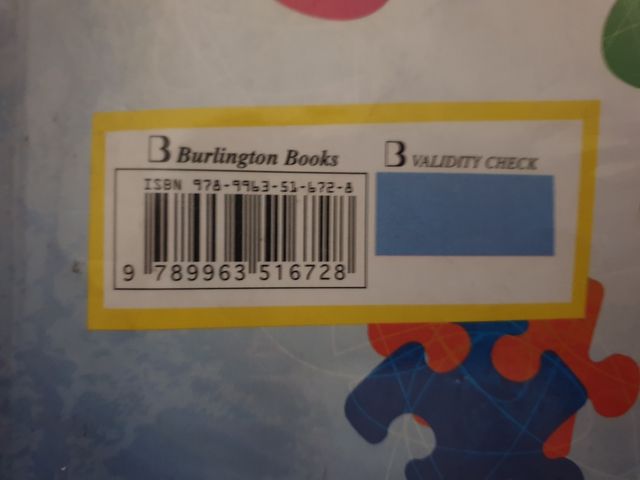 B Burlington Books
B VALIDITY CHECK
ISBN 978-9963-51-672-8
9 789963 516728